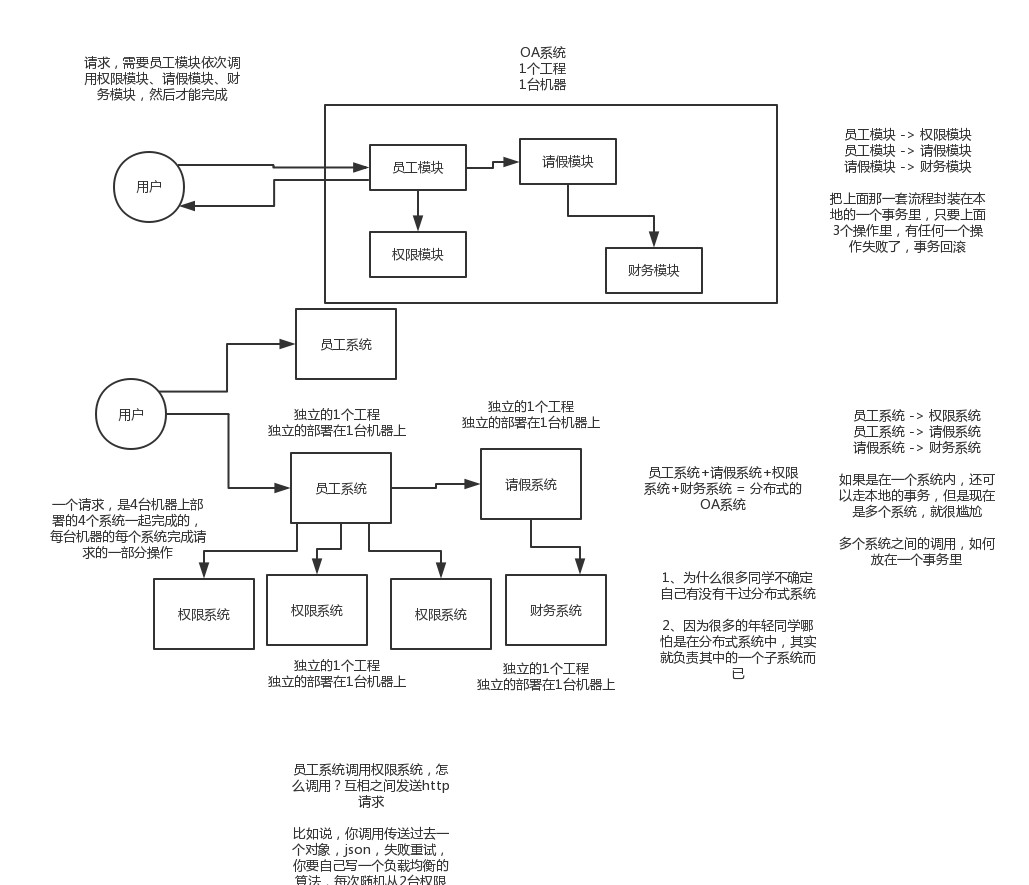 OA系统
1个工程
1台机器
请求，需要员工模块依次调
用权限模块、请假模块、财
务模块，然后才能完成
用户
员工模块
请假模块
权限模块
财务模块
员工模块 -> 权限模块
员工模块 -> 请假模块
请假模块 -> 财务模块
把上面那一套流程封装在本
地的一个事务里，只要上面
3个操作里，有任何一个操
作失败了，事务回滚
员工系统
用户
独立的1个工程
独立的部署在1台机器上
独立的1个工程
独立的部署在1台机器上
员工系统
请假系统
一个请求，是4台机器上部
署的4个系统一起完成的，
每台机器的每个系统完成请
求的一部分操作
权限系统
权限系统
权限系统
财务系统
独立的1个工程
独立的部署在1台机器上
独立的1个工程
独立的部署在1台机器上
员工系统+请假系统+权限
系统+财务系统 = 分布式的
OA系统
1、为什么很多同学不确定
自己有没有干过分布式系统
2、因为很多的年轻同学哪
怕是在分布式系统中，其实
就负责其中的一个子系统而
已
员工系统 -> 权限系统
员工系统 -> 请假系统
请假系统 -> 财务系统
如果是在一个系统内，还可
以走本地的事务，但是现在
是多个系统，就很尴尬
多个系统之间的调用，如何
放在一个事务里
员工系统调用权限系统，怎
么调用？互相之间发送http
请求
比如说，你调用传送过去一
个对象，json，失败重试，
你要自己写一个负载均衡的
算法，每次随机从2台权限